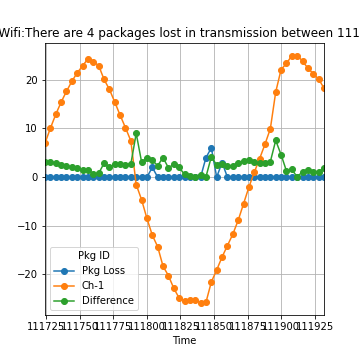 Wifi:There are 4 packages lost in transmission between 111
20
10
0
−10
−20
Pkg ID
Pkg Loss
Ch-1
Difference
111725 111750 111775 111800 111825 111850 111875 111900 111925
Time